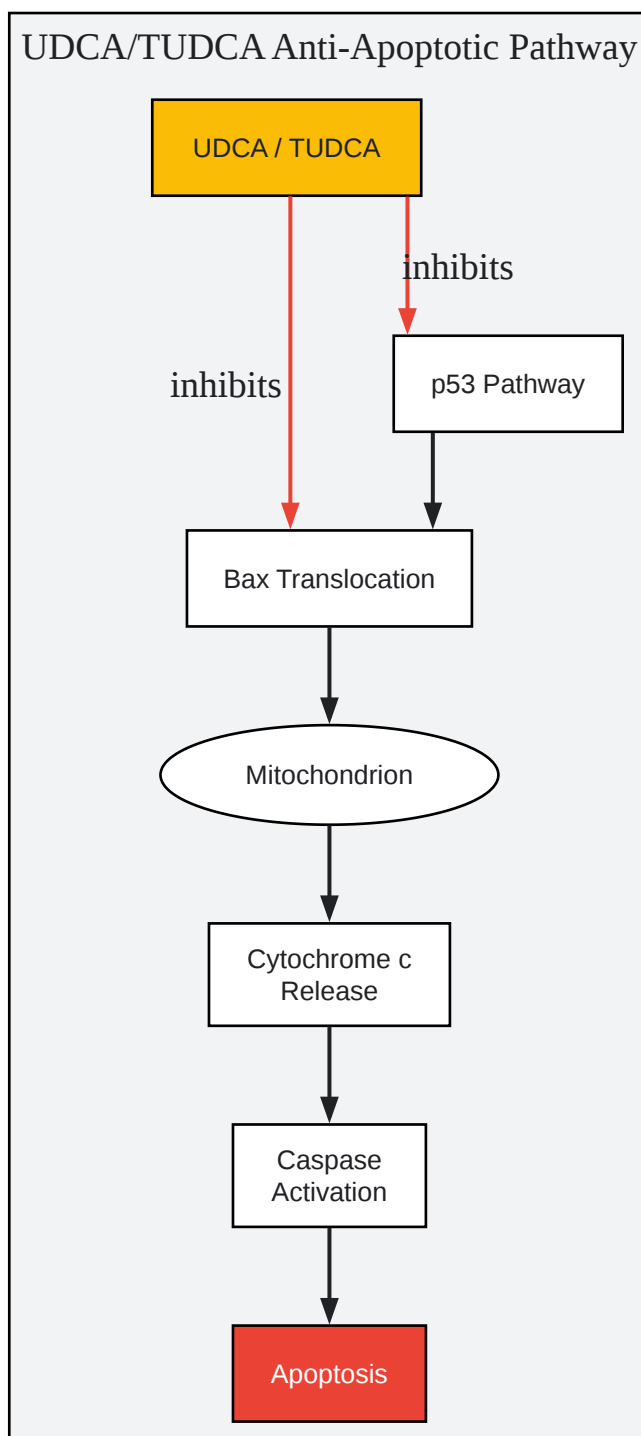 UDCA/TUDCA Anti-Apoptotic Pathway
UDCA / TUDCA
inhibits
p53 Pathway
inhibits
Bax Translocation
Mitochondrion
Cytochrome c
Release
Caspase
Activation
Apoptosis